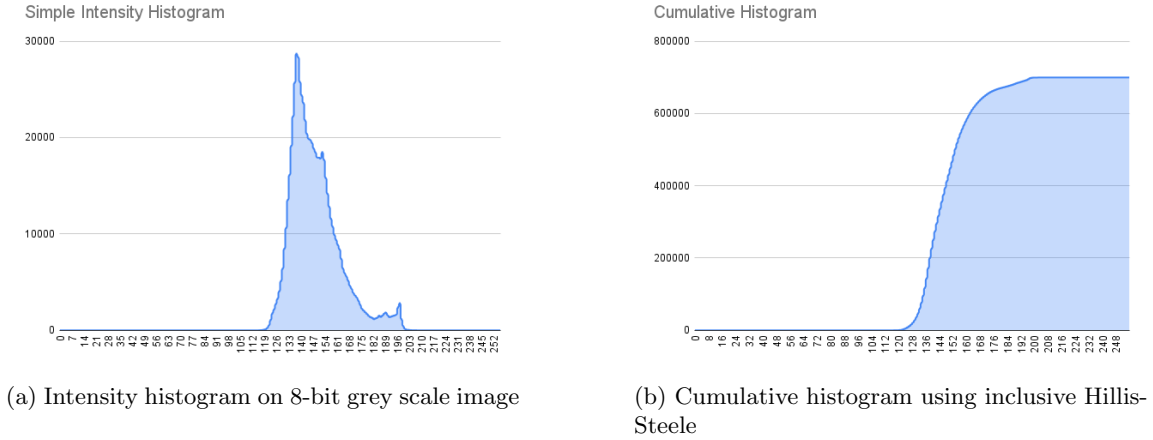 Simple Intensity Histogram
30000
20000
10000
0
0 7 14 21 28 35 42 49 56 63 70 77 84 91 98 105 112 119 126 133 140 147 154 161 168 175 182 189 196 203 210 217 224 231 238 245 252
(a) Intensity histogram on 8-bit grey scale image
Cumulative Histogram
800000
600000
400000
200000
0
0 8 16 24 32 40 48 56 64 72 80 88 96 104 112 120 128 136 144 152 160 168 176 184 192 200 208 216 224 232 240 248
(b) Cumulative histogram using inclusive Hillis-
Steele